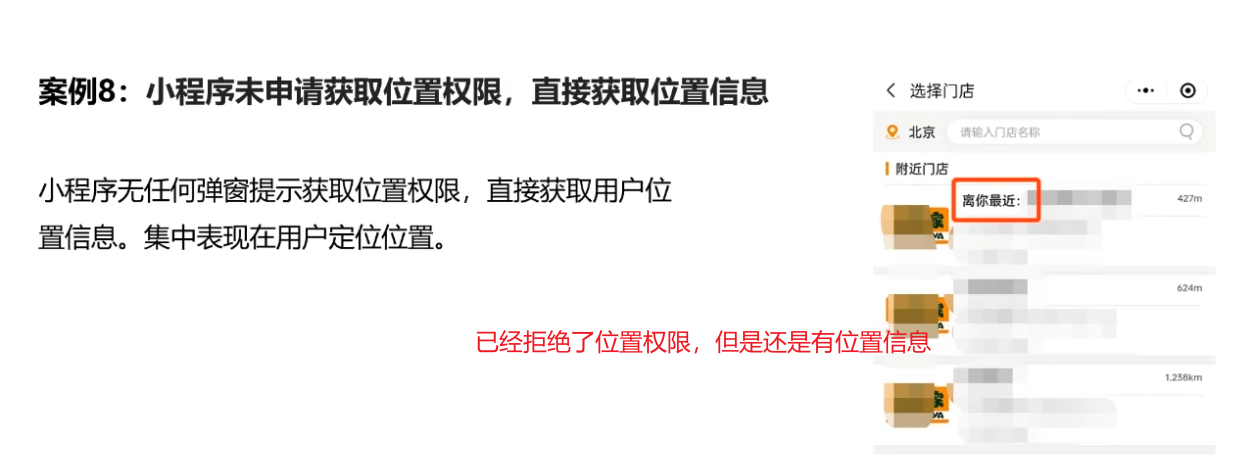 案例8：小程序未申请获取位置权限，直接获取位置信息
小程序无任何弹窗提示获取位置权限，直接获取用户位
置信息。集中表现在用户定位位置。
已经拒绝了位置权限，但是还是有位置信息
选择门店
北京 请输入门店名称
附近门店
离你最近： 427m
624m
1.238km